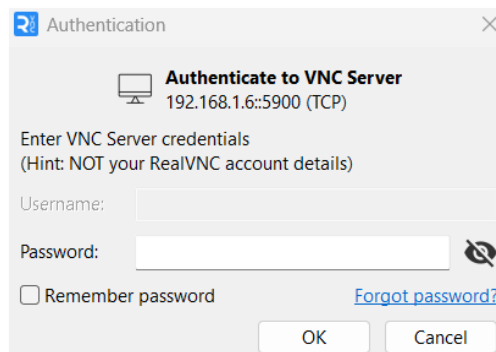 Authentication
Authenticate to VNC Server
192.168.1.6::5900 (TCP)
Enter VNC Server credentials
(Hint: NOT your RealVNC account details)
Username:
Password:
Remember password
Forgot password?
OK
Cancel